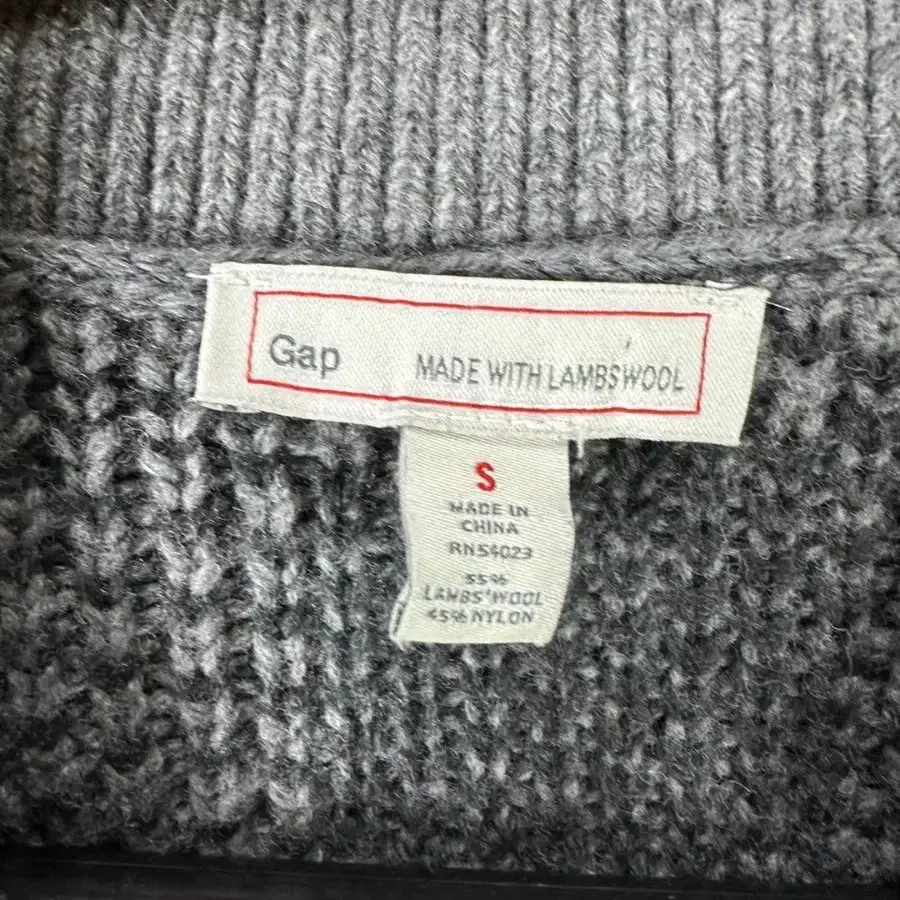 Gap
MADE WITH LAMBSWOOL
S
MADE IN
CHINA
RN54023
55%
LAMBS'WOOL
45% NYLON